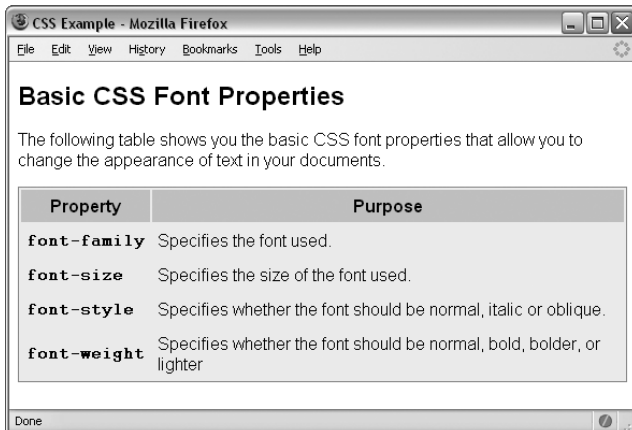 CSS Example - Mozilla Firefox
File Edit View History Bookmarks Tools Help
Basic CSS Font Properties
The following table shows you the basic CSS font properties that allow you to
change the appearance of text in your documents.
Property Purpose
font-family Specifies the font used.
font-size Specifies the size of the font used.
font-style Specifies whether the font should be normal, italic or oblique.
font-weight Specifies whether the font should be normal, bold, bolder, or
lighter
Done